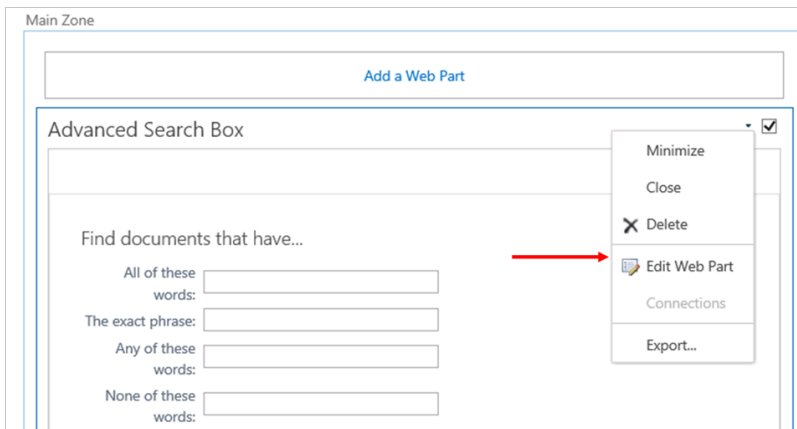 Main Zone
Add a Web Part
Advanced Search Box
Minimize
Close
Delete
Edit Web Part
Connections
Export...
Find documents that have...
All of these
words:
The exact phrase:
Any of these
words:
None of these
words: